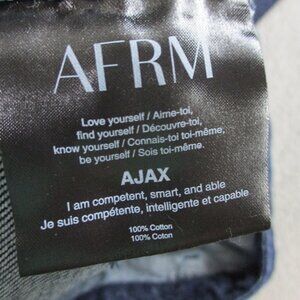 AFRM
Love yourself / Aime-toi,
find yourself / Découvre-toi,
know yourself / Connais-toi toi-même,
be yourself / Sois toi-même.
AJAX
I am competent, smart, and able
Je suis compétente, intelligente et capable
100% Cotton
100% Coton